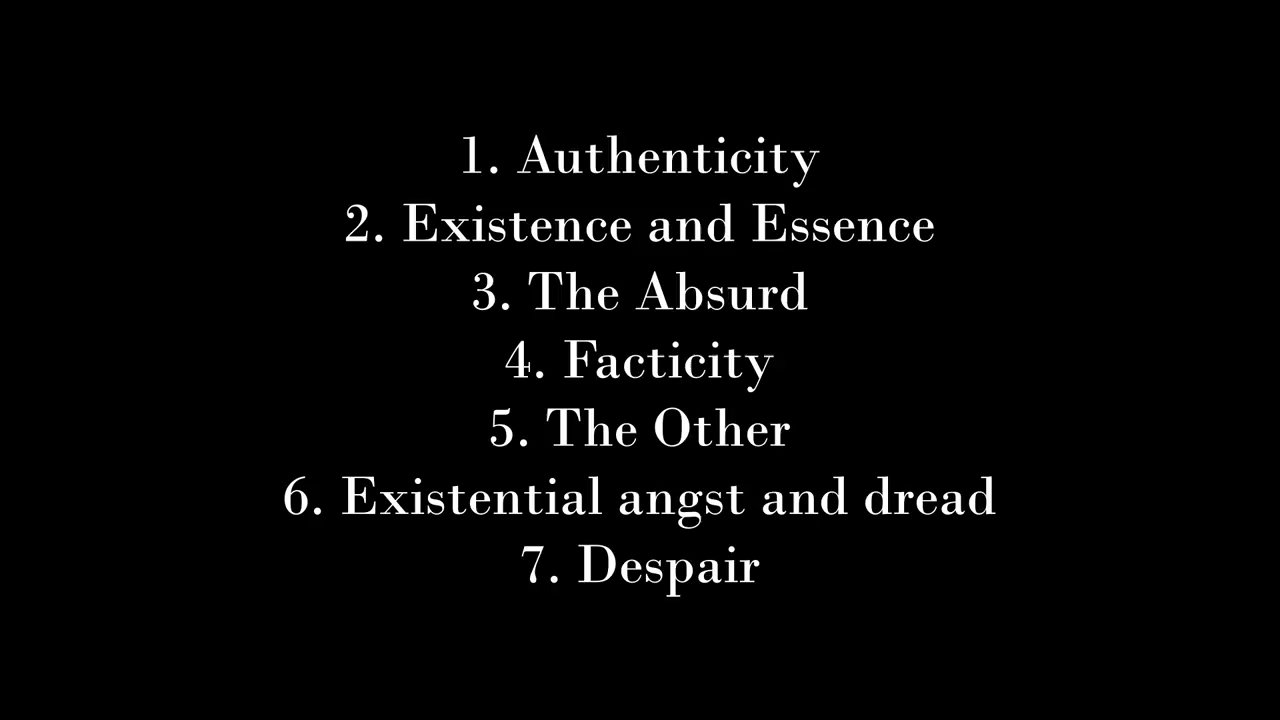 1. Authenticity
2. Existence and Essence
3. The Absurd
4. Facticity
5. The Other
6. Existential angst and dread
7. Despair